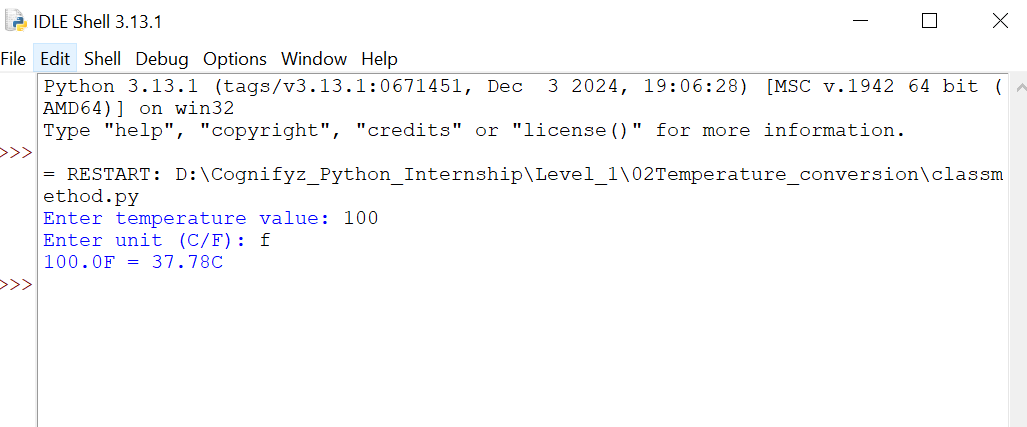 IDLE Shell 3.13.1
File Edit Shell Debug Options Window Help
Python 3.13.1 (tags/v3.13.1:0671451, Dec  3 2024, 19:06:28) [MSC v.1942 64 bit (
AMD64)] on win32
Type "help", "copyright", "credits" or "license()" for more information.
>>>
= RESTART: D:\Cognifyz_Python_Internship\Level_1\02Temperature_conversion\classm
ethod.py
Enter temperature value: 100
Enter unit (C/F): f
100.0F = 37.78C
>>>